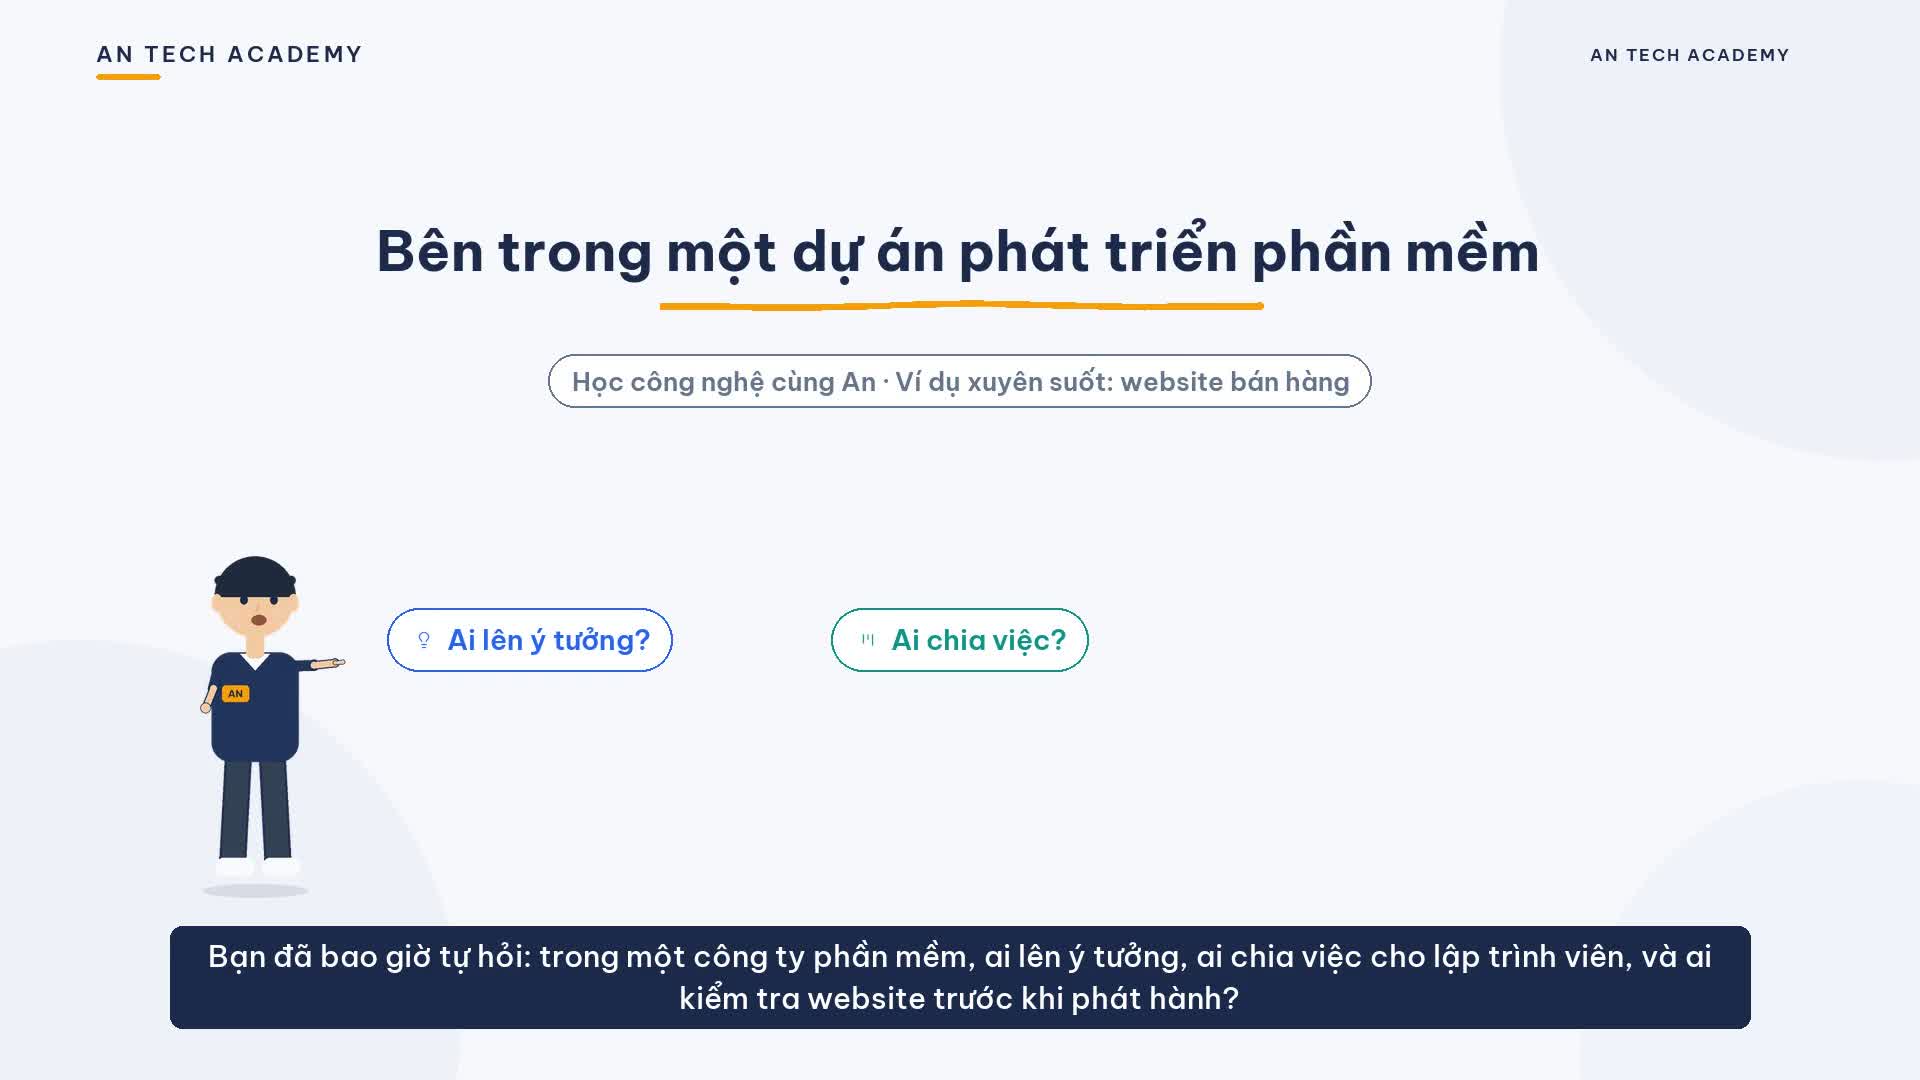 AN TECH ACADEMY
AN TECH ACADEMY
Bên trong một dự án phát triển phần mềm
Học công nghệ cùng An · Ví dụ xuyên suốt: website bán hàng
Ai lên ý tưởng?
Ai chia việc?
AN
Bạn đã bao giờ tự hỏi: trong một công ty phần mềm, ai lên ý tưởng, ai chia việc cho lập trình viên, và ai
kiểm tra website trước khi phát hành?